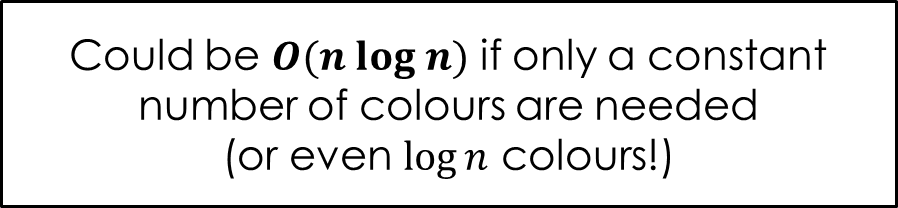 Could be O(n log n) if only a constant
number of colours are needed
(or even log n colours!)